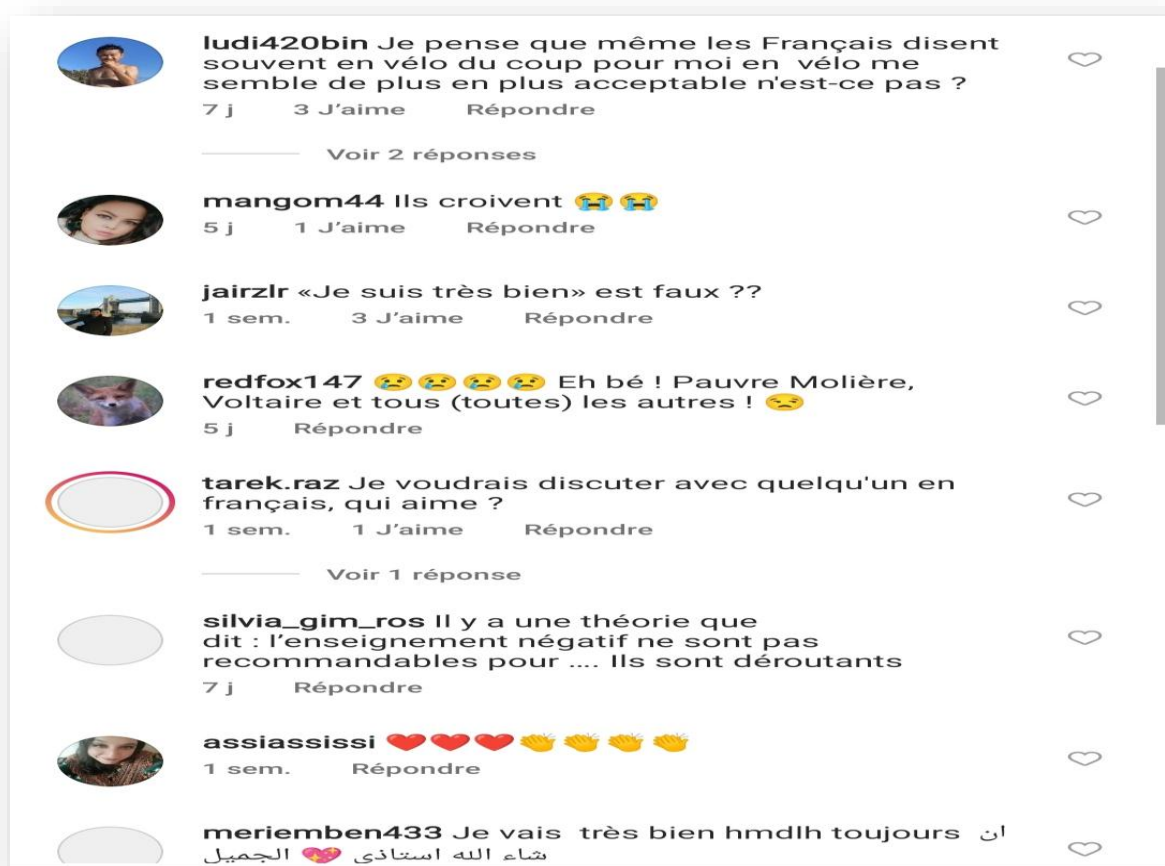 ludi420bin Je pense que même les Français disent
souvent en vélo du coup pour moi en  vélo me
semble de plus en plus acceptable n'est-ce pas ?
7 j 3 J'aime Répondre
Voir 2 réponses
mangom44 Ils croivent 😭😭
5 j 1 J'aime Répondre
jairzlr «Je suis très bien» est faux ??
1 sem. 3 J'aime Répondre
redfox147 😢😢😢😢 Eh bé ! Pauvre Molière,
Voltaire et tous (toutes) les autres ! 😒
5 j Répondre
tarek.raz Je voudrais discuter avec quelqu'un en
français, qui aime ?
1 sem. 1 J'aime Répondre
Voir 1 réponse
silvia_gim_ros Il y a une théorie que
dit : l'enseignement négatif ne sont pas
recommandables pour .... Ils sont déroutants
7 j Répondre
assiassissi ❤️❤️❤️👏👏👏👏
1 sem. Répondre
meriemben433 Je vais  très bien hmdlh toujours ان
شاء الله استاذي 💖 الجميل